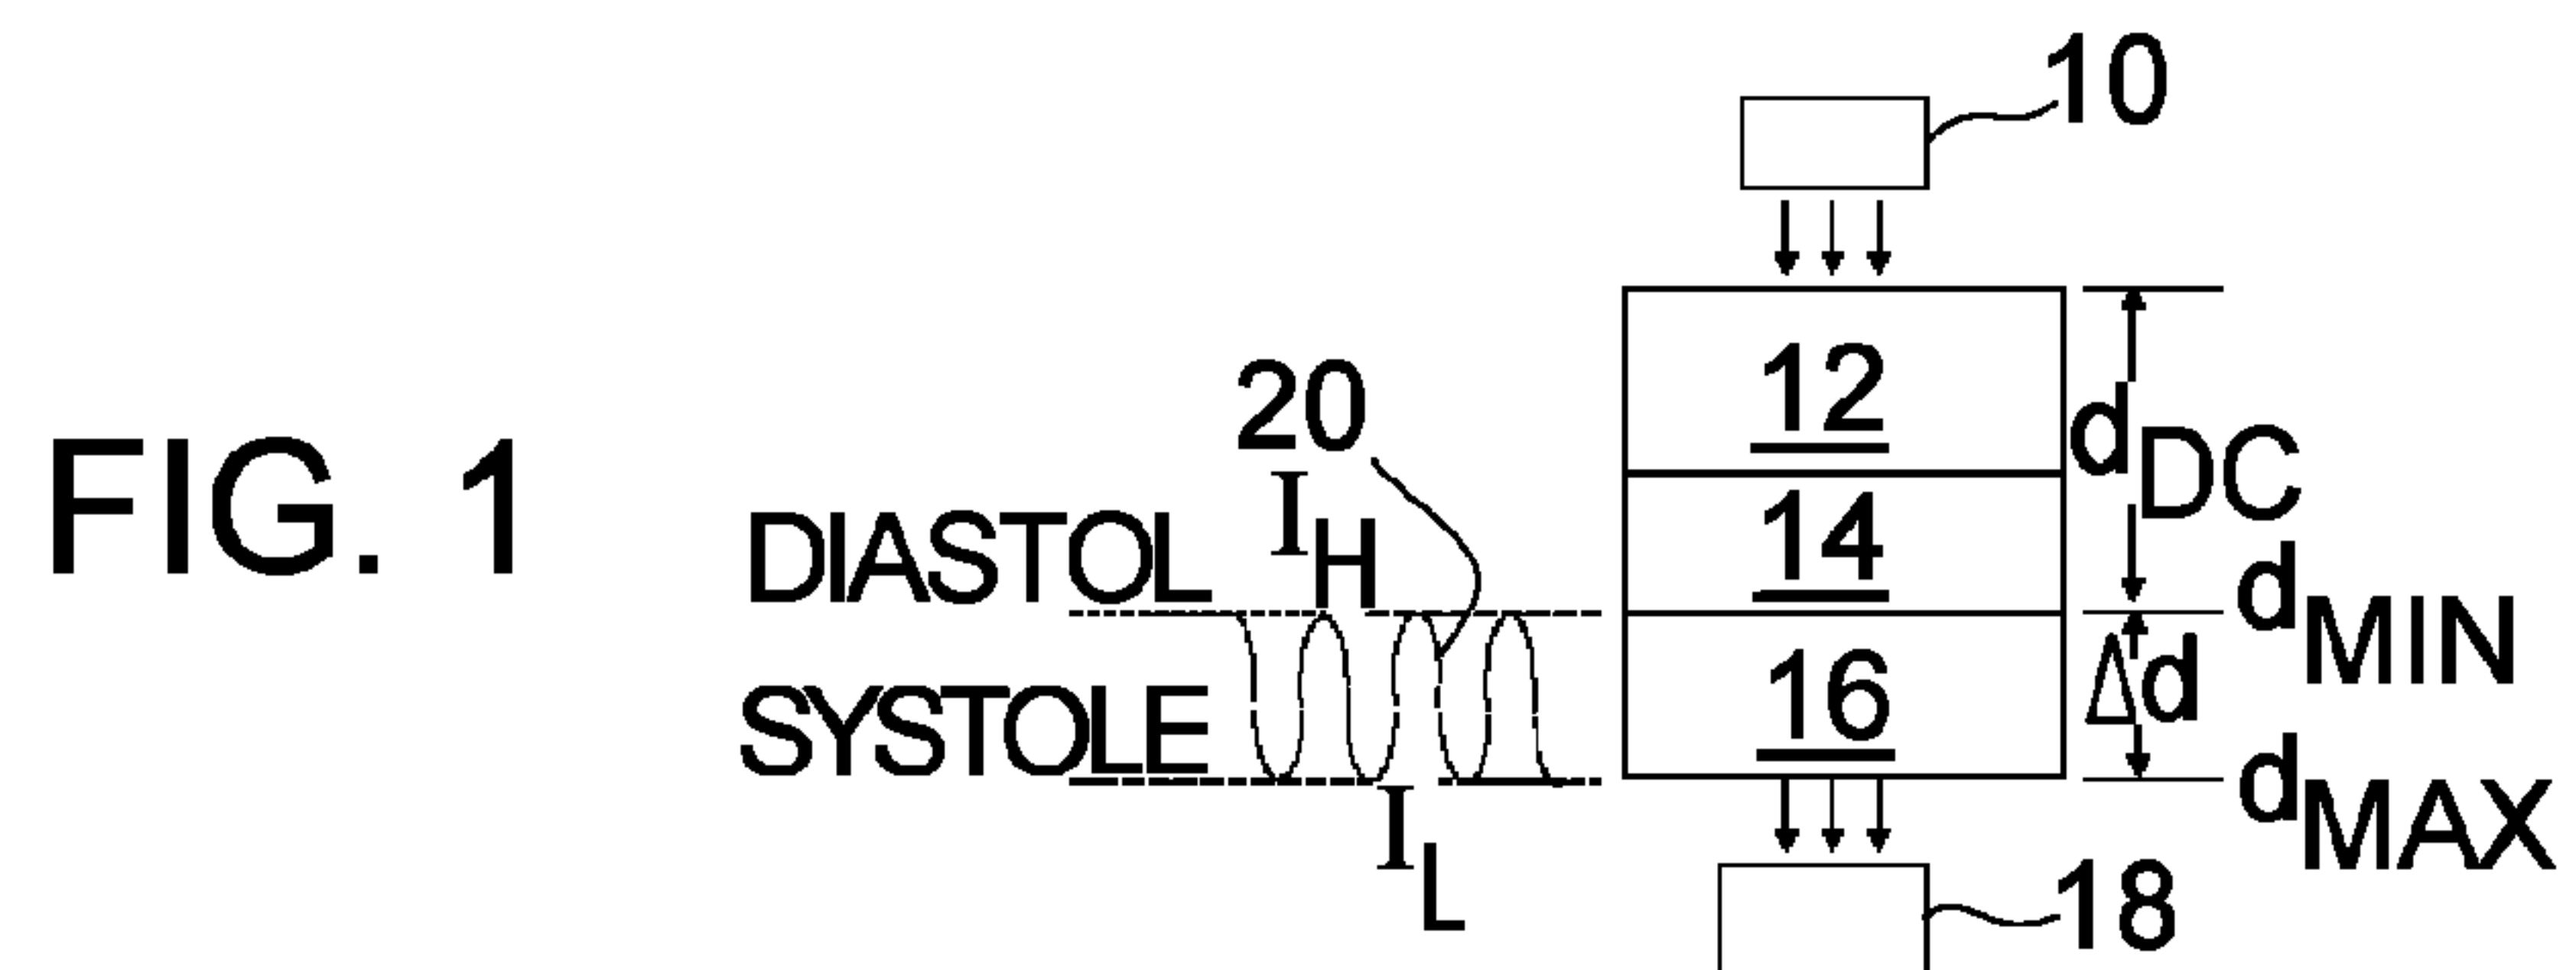 FIG. 1
10
12
14
16
18
20
I_H
DIASTOL
SYSTOLE
I_L
d_DC
d_MIN
Δd
d_MAX